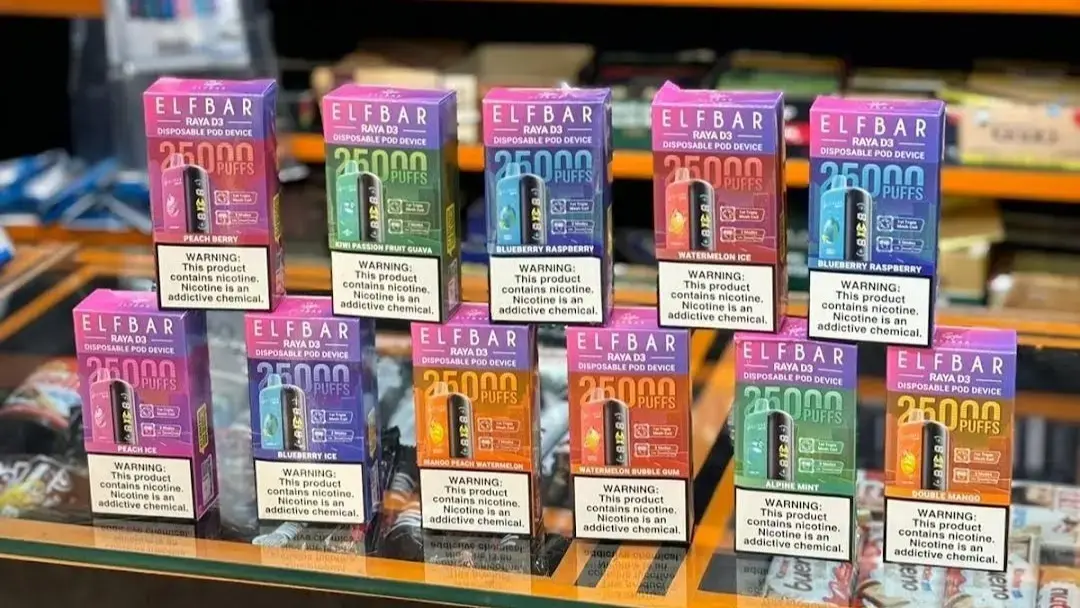 ELFBAR
RAYA D3
DISPOSABLE POD DEVICE
25000
PUFFS
PEACH BERRY
WARNING:
This product
contains nicotine.
Nicotine is an
addictive chemical.
ELFBAR
RAYA D3
DISPOSABLE POD DEVICE
25000
PUFFS
KIWI PASSION FRUIT GUAVA
WARNING:
This product
contains nicotine.
Nicotine is an
addictive chemical.
ELFBAR
RAYA D3
DISPOSABLE POD DEVICE
25000
PUFFS
BLUEBERRY RASPBERRY
WARNING:
This product
contains nicotine.
Nicotine is an
addictive chemical.
ELFBAR
RAYA D3
DISPOSABLE POD DEVICE
25000
PUFFS
WATERMELON ICE
WARNING:
This product
contains nicotine.
Nicotine is an
addictive chemical.
ELFBAR
RAYA D3
DISPOSABLE POD DEVICE
25000
PUFFS
BLUEBERRY RASPBERRY
WARNING:
This product
contains nicotine.
Nicotine is an
addictive chemical.
ELFBAR
RAYA D3
DISPOSABLE POD DEVICE
25000
PUFFS
PEACH ICE
WARNING:
This product
contains nicotine.
Nicotine is an
addictive chemical.
ELFBAR
RAYA D3
DISPOSABLE POD DEVICE
25000
PUFFS
BLUEBERRY ICE
WARNING:
This product
contains nicotine.
Nicotine is an
addictive chemical.
ELFBAR
RAYA D3
DISPOSABLE POD DEVICE
25000
PUFFS
MANGO PEACH WATERMELON
WARNING:
This product
contains nicotine.
Nicotine is an
addictive chemical.
ELFBAR
RAYA D3
DISPOSABLE POD DEVICE
25000
PUFFS
WATERMELON BUBBLE GUM
WARNING:
This product
contains nicotine.
Nicotine is an
addictive chemical.
ELFBAR
RAYA D3
DISPOSABLE POD DEVICE
25000
PUFFS
ALPINE MINT
WARNING:
This product
contains nicotine.
Nicotine is an
addictive chemical.
ELFBAR
RAYA D3
DISPOSABLE POD DEVICE
25000
PUFFS
DOUBLE MANGO
WARNING:
This product
contains nicotine.
Nicotine is an
addictive chemical.